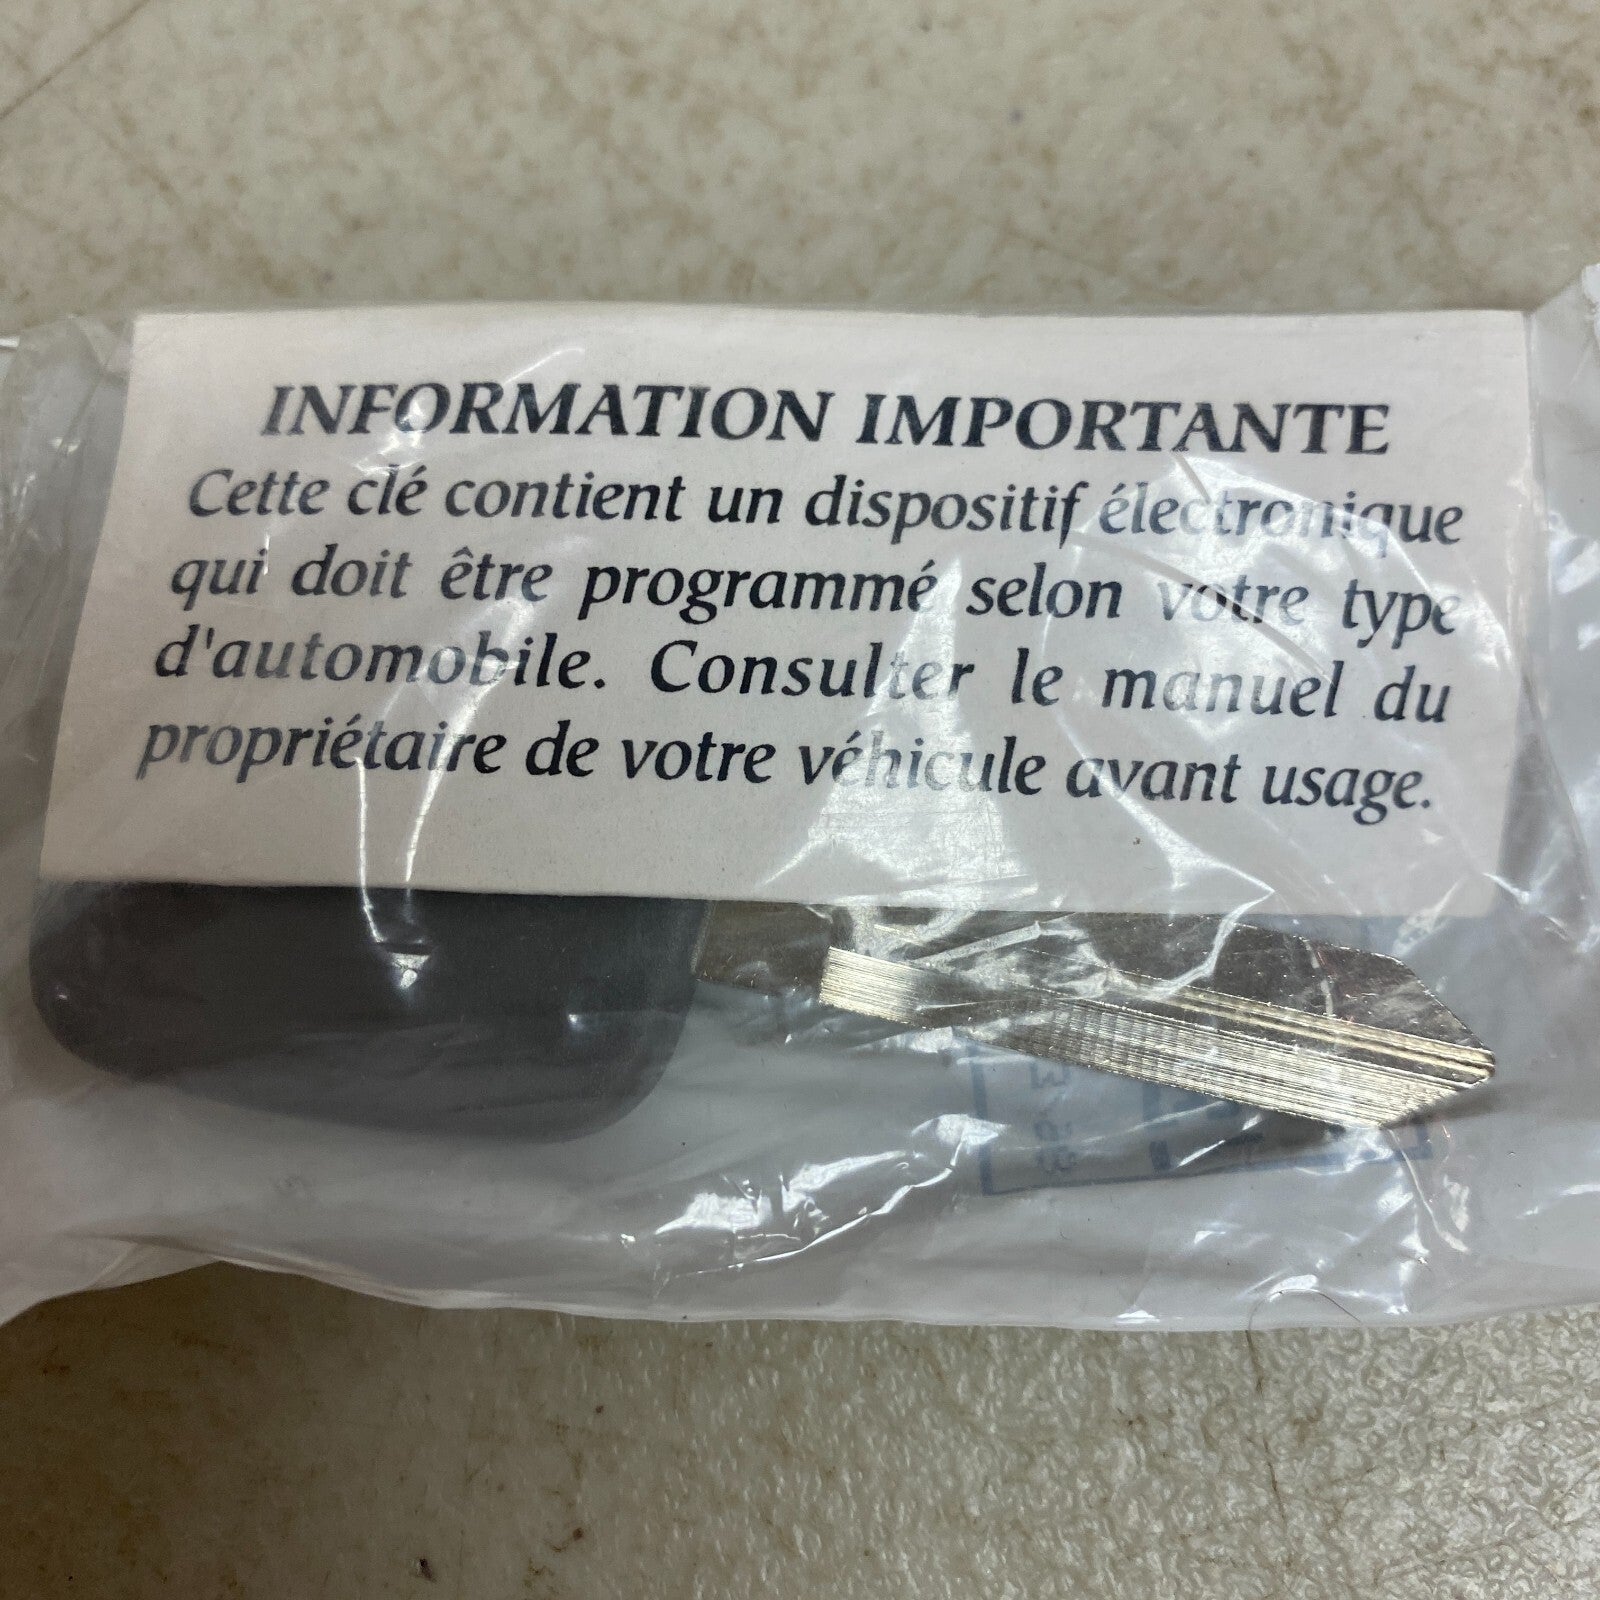 INFORMATION IMPORTANTE
Cette clé contient un dispositif électronique
qui doit être programmé selon votre type
d'automobile. Consulter le manuel du
propriétaire de votre véhicule avant usage.